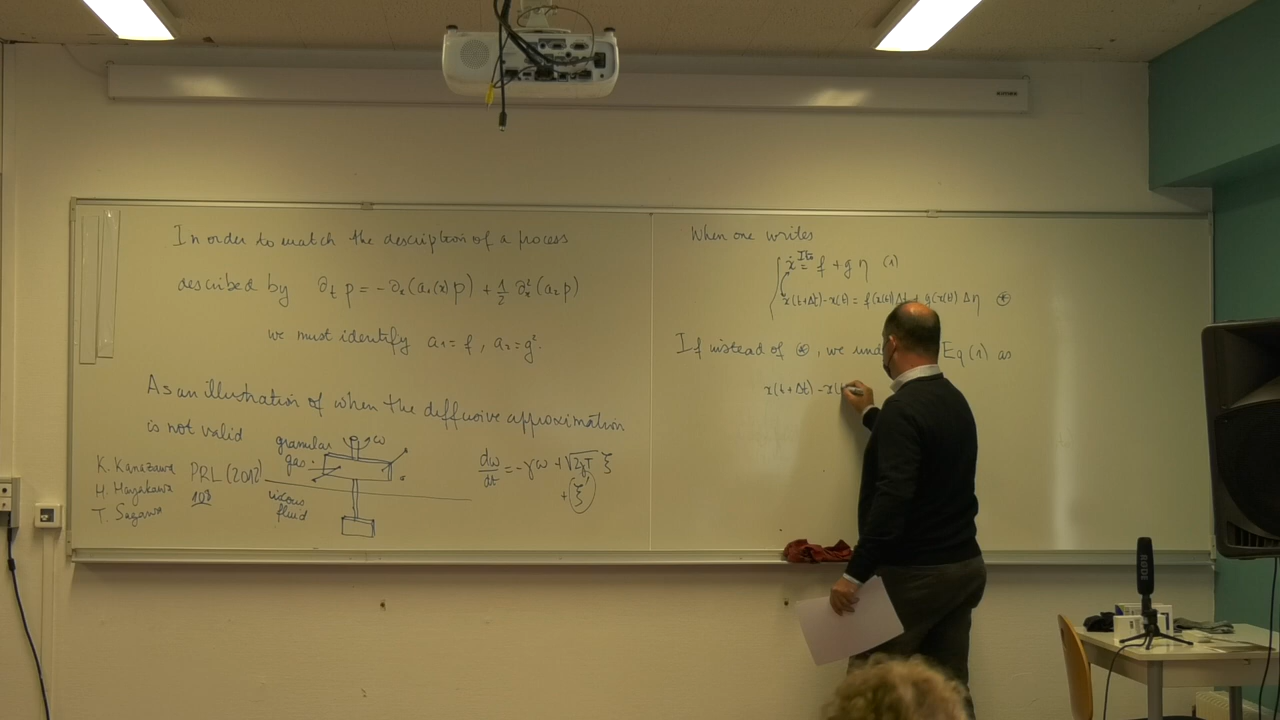 In order to match the description of a process
described by ∂ₜ p = -∂ₓ(a₁(x)p) + 1/2 ∂ₓ²(a₂p)
we must identify a₁=f, a₂=g².
As an illustration of when the diffusive approximation
is not valid
granular
gas
ω
K. Kanazawa
H. Hayakawa
T. Sagawa
PRL (2012)
108
viscous
fluid
dω/dt = -γω + √2γT ξ
+ ξ
When one writes
ẋ = f + g η (1)
Ito
x(t+Δt)-x(t) = f(x(t))Δt + g(x(t)) Δη ⊛
If instead of ⊛, we und
Eq (1) as
x(t+Δt) - x(t
RØDE